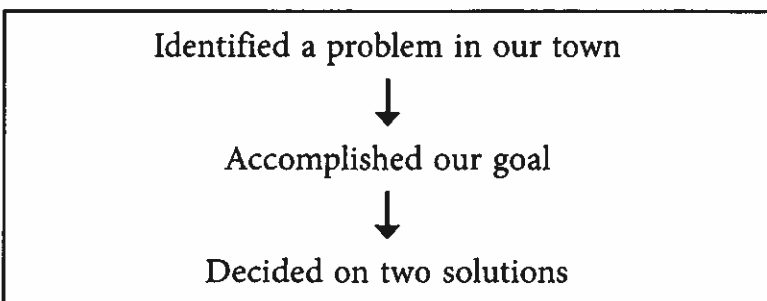 Identified a problem in our town
Accomplished our goal
Decided on two solutions